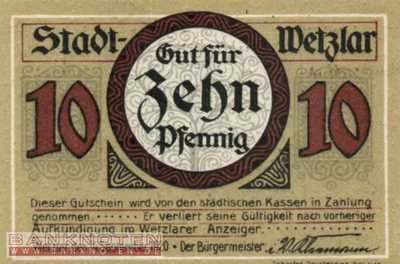 Stadt- Wetzlar
Gut für
10 Zehn 10
Pfennig
Dieser Gutschein wird von den städtischen Kassen in Zahlung
genommen. Er verliert seine Gültigkeit nach vorheriger
Aufkündigung im Wetzlarer Anzeiger.
Der Bürgermeister
BANKNOTEN